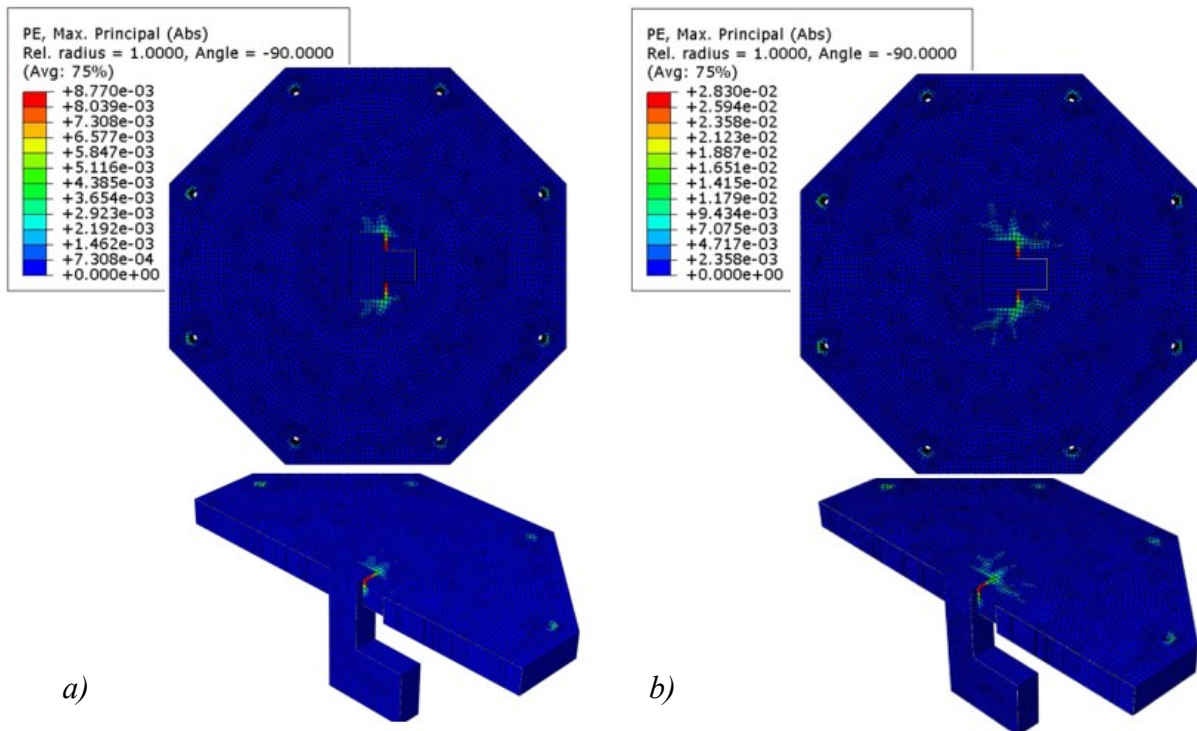 PE, Max. Principal (Abs)
Rel. radius = 1.0000, Angle = -90.0000
(Avg: 75%)
+8.770e-03
+8.039e-03
+7.308e-03
+6.577e-03
+5.847e-03
+5.116e-03
+4.385e-03
+3.654e-03
+2.923e-03
+2.192e-03
+1.462e-03
+7.308e-04
+0.000e+00
a)
PE, Max. Principal (Abs)
Rel. radius = 1.0000, Angle = -90.0000
(Avg: 75%)
+2.830e-02
+2.594e-02
+2.358e-02
+2.123e-02
+1.887e-02
+1.651e-02
+1.415e-02
+1.179e-02
+9.434e-03
+7.075e-03
+4.717e-03
+2.358e-03
+0.000e+00
b)